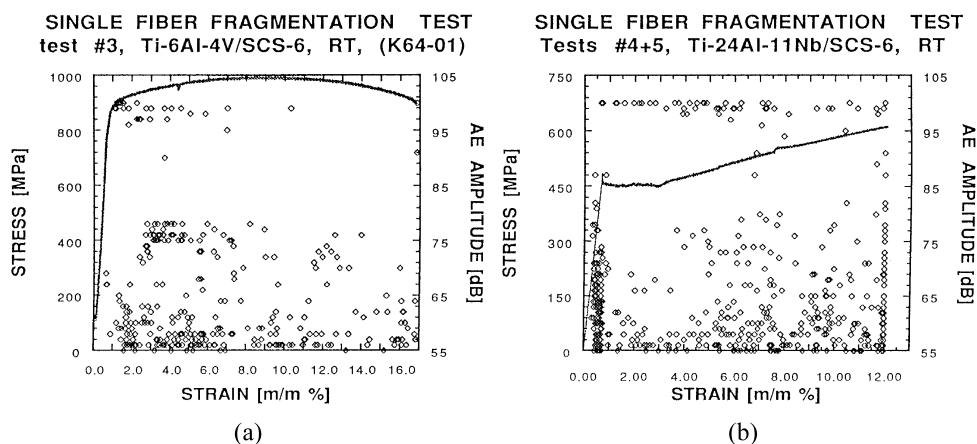 SINGLE FIBER FRAGMENTATION TEST
test #3, Ti-6Al-4V/SCS-6, RT, (K64-01)
STRESS [MPa]
1000
800
600
400
200
0
105
95
85
75
65
55
AE AMPLITUDE [dB]
0.0 2.0 4.0 6.0 8.0 10.0 12.0 14.0 16.0
STRAIN [m/m %]
(a)
SINGLE FIBER FRAGMENTATION TEST
Tests #4+5, Ti-24Al-11Nb/SCS-6, RT
STRESS [MPa]
750
600
450
300
150
0
105
95
85
75
65
55
AE AMPLITUDE [dB]
0.00 2.00 4.00 6.00 8.00 10.00 12.00
STRAIN [m/m %]
(b)